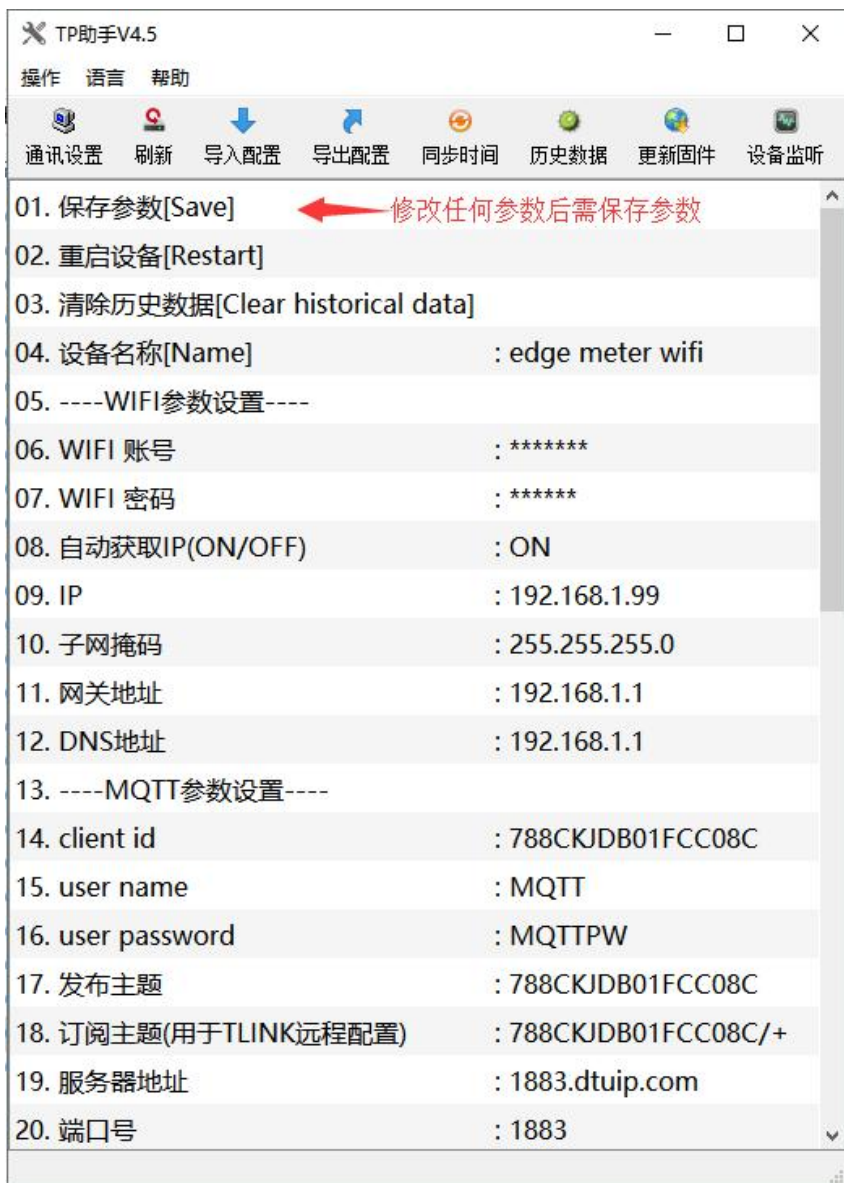 TP助手V4.5
操作 语言 帮助
通讯设置 刷新 导入配置 导出配置 同步时间 历史数据 更新固件 设备监听
01. 保存参数[Save] 修改任何参数后需保存参数
02. 重启设备[Restart]
03. 清除历史数据[Clear historical data]
04. 设备名称[Name] : edge meter wifi
05. ----WIFI参数设置----
06. WIFI 账号 : *******
07. WIFI 密码 : ******
08. 自动获取IP(ON/OFF) : ON
09. IP : 192.168.1.99
10. 子网掩码 : 255.255.255.0
11. 网关地址 : 192.168.1.1
12. DNS地址 : 192.168.1.1
13. ----MQTT参数设置----
14. client id : 788CKJDB01FCC08C
15. user name : MQTT
16. user password : MQTTPW
17. 发布主题 : 788CKJDB01FCC08C
18. 订阅主题(用于TLINK远程配置) : 788CKJDB01FCC08C/+
19. 服务器地址 : 1883.dtuip.com
20. 端口号 : 1883